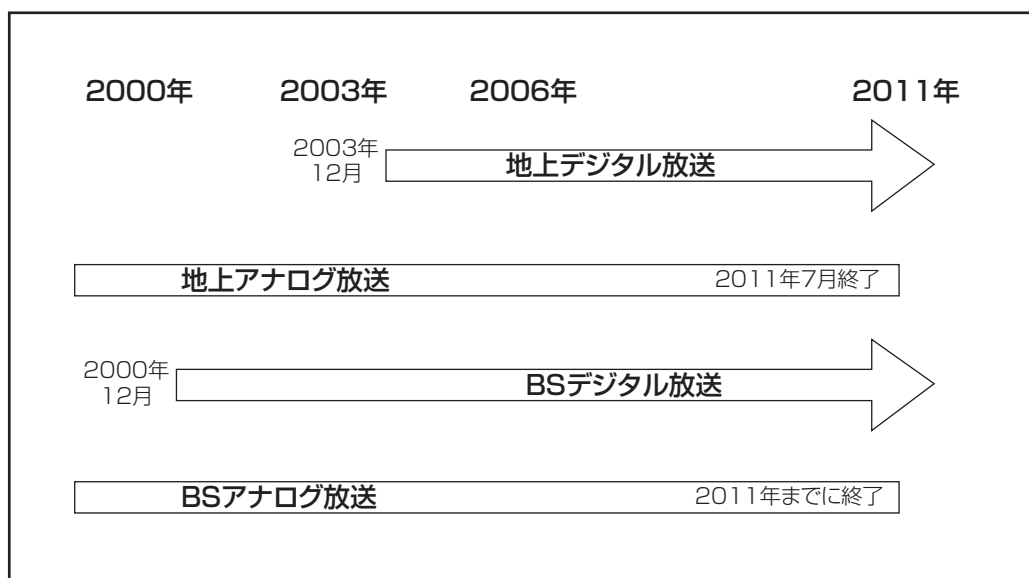 2000年 2003年 2006年 2011年
2003年
12月
地上デジタル放送
地上アナログ放送 2011年7月終了
2000年
12月
BSデジタル放送
BSアナログ放送 2011年までに終了